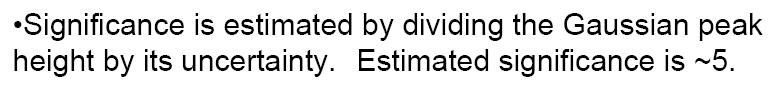 •Significance is estimated by dividing the Gaussian peak
height by its uncertainty.  Estimated significance is ~5.